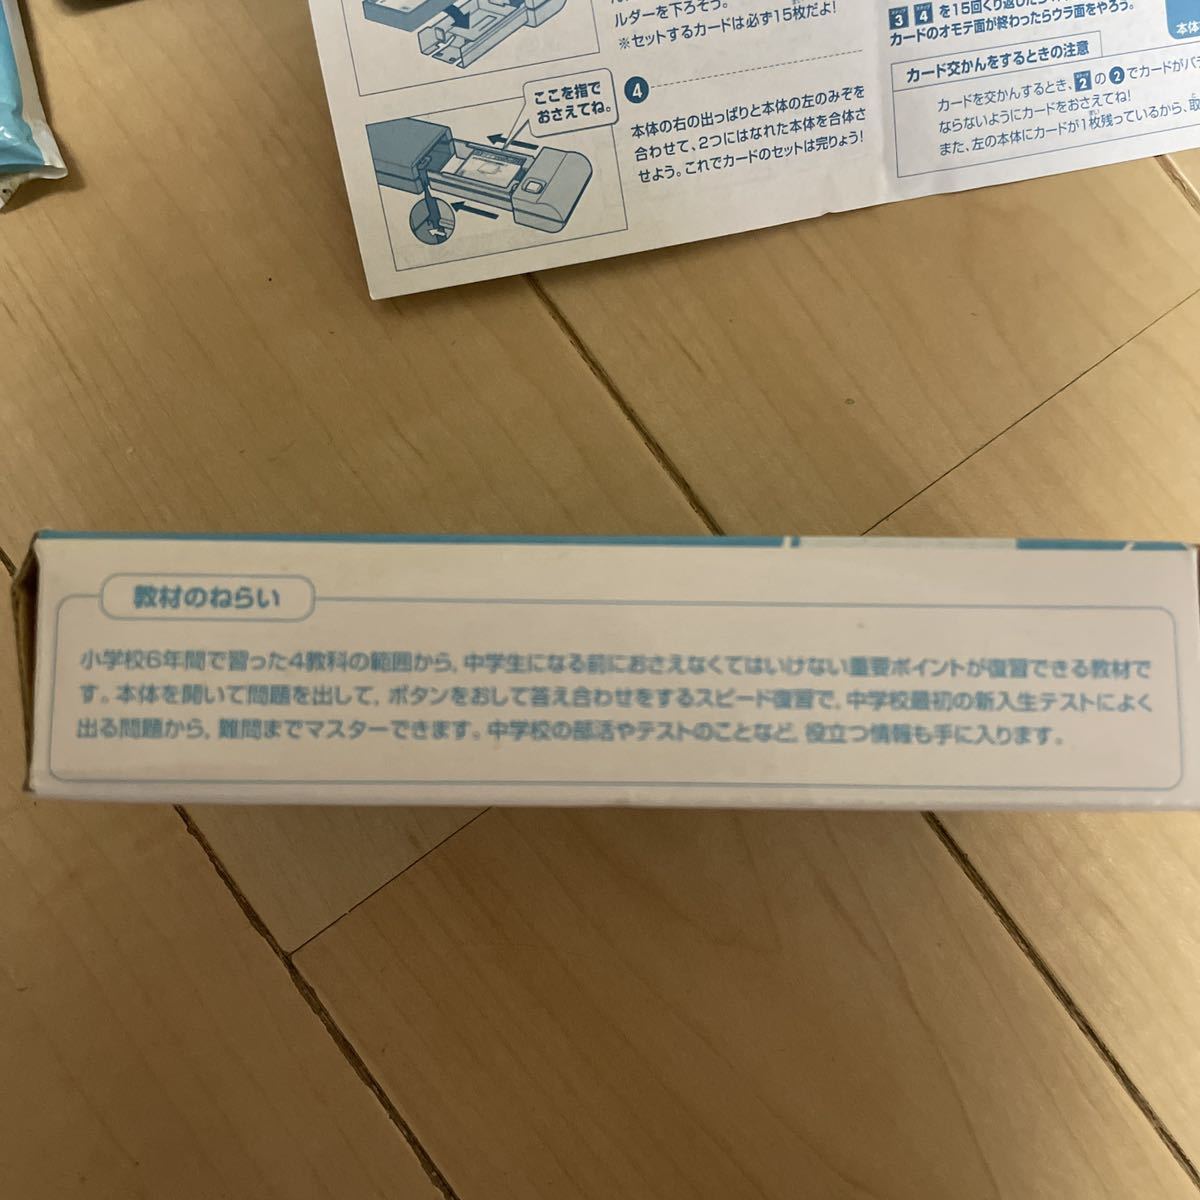 ルダーを下ろそう。
※セットするカードは必ず15枚だよ!
ここを指で
おさえてね。
4
本体の右の出っぱりと本体の左のみぞを
合わせて、2つにはなれた本体を合体さ
せよう。これでカードのセットは完りょう!
3 4 を15回くり返したら
カードのオモテ面が終わったらウラ面をやろう。
本体
カード交かんをするときの注意
カードを交かんするとき、2の2でカードがバ
ならないようにカードをおさえてね!
また、左の本体にカードが1枚残っているから、取
教材のねらい
小学校6年間で習った4教科の範囲から、中学生になる前におさえなくてはいけない重要ポイントが復習できる教材で
す。本体を開いて問題を出して、ボタンをおして答え合わせをするスピード復習で、中学校最初の新入生テストによく
出る問題から、難問までマスターできます。中学校の部活やテストのことなど、役立つ情報も手に入ります。